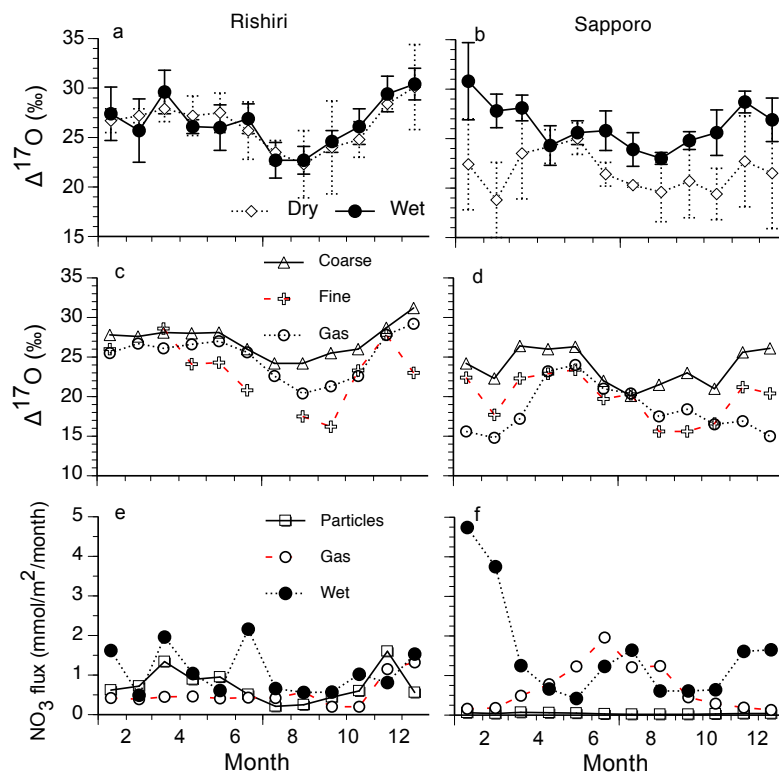 Rishiri
Sapporo
a
b
35
30
25
20
15
Δ17O (‰)
Dry
Wet
c
d
35
30
25
20
15
10
Δ17O (‰)
Coarse
Fine
Gas
e
f
5
4
3
2
1
0
NO3 flux (mmol/m2/month)
Particles
Gas
Wet
2 4 6 8 10 12
2 4 6 8 10 12
Month
Month